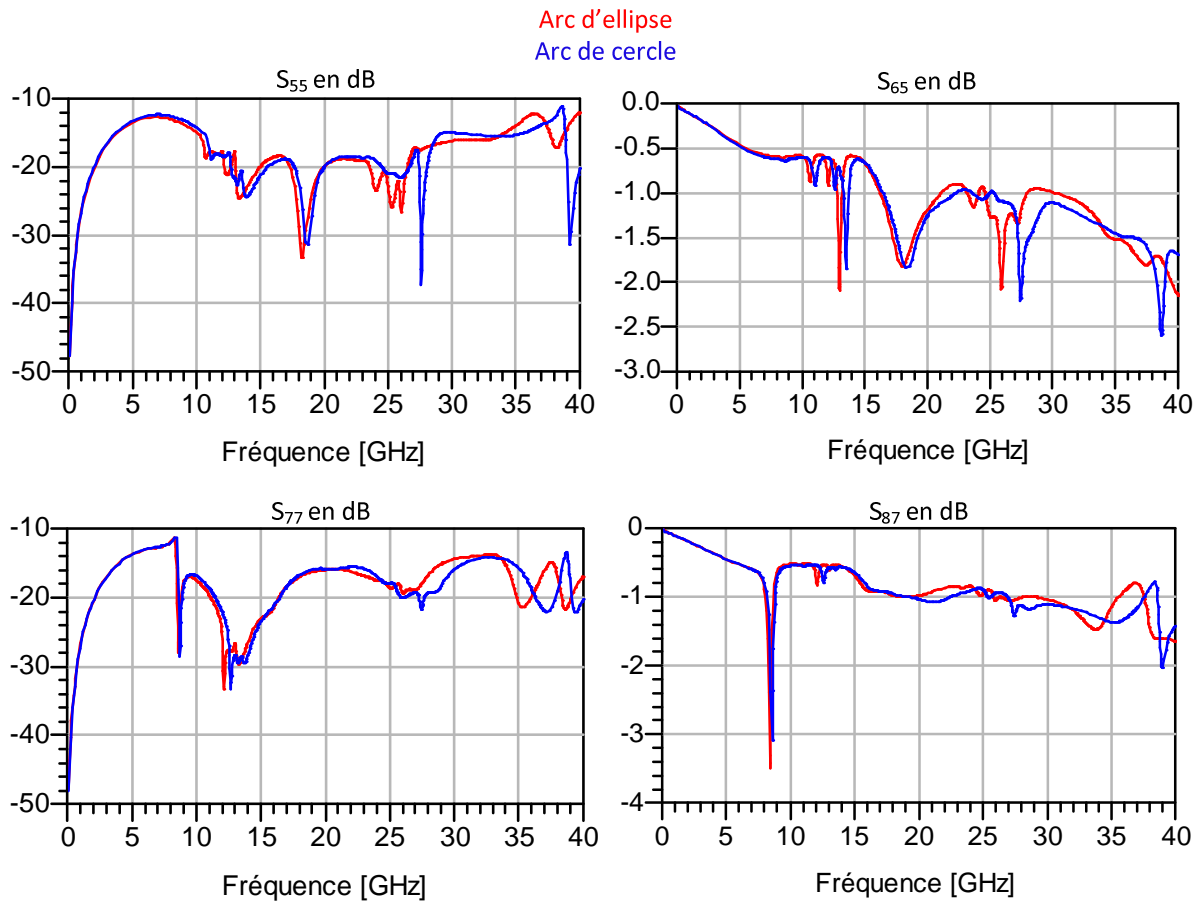 Arc d'ellipse
Arc de cercle
S₅₅ en dB
-10
-20
-30
-40
-50
0 5 10 15 20 25 30 35 40
Fréquence [GHz]
S₆₅ en dB
0.0
-0.5
-1.0
-1.5
-2.0
-2.5
-3.0
0 5 10 15 20 25 30 35 40
Fréquence [GHz]
S₇₇ en dB
-10
-20
-30
-40
-50
0 5 10 15 20 25 30 35 40
Fréquence [GHz]
S₈₇ en dB
0
-1
-2
-3
-4
0 5 10 15 20 25 30 35 40
Fréquence [GHz]